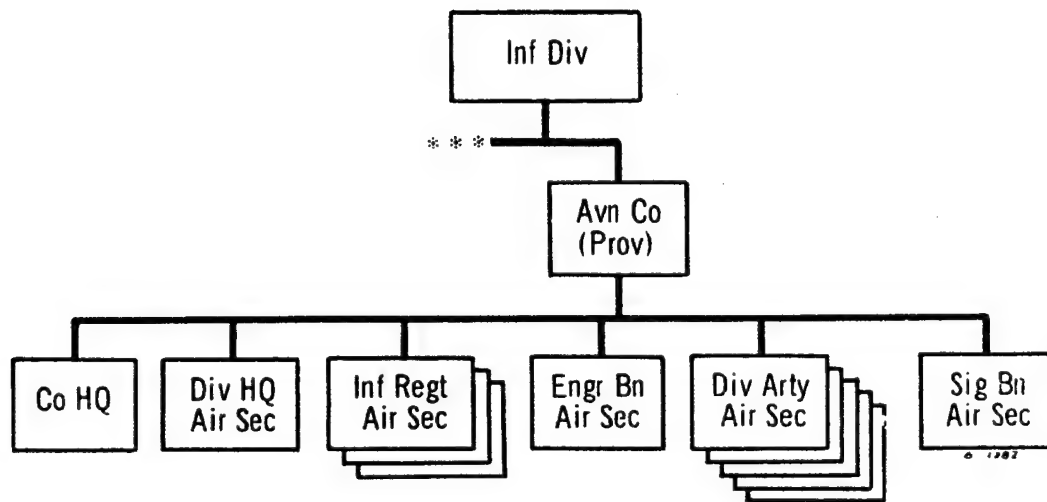 Inf Div
* * *
Avn Co
(Prov)
Co HQ
Div HQ
Air Sec
Inf Regt
Air Sec
Engr Bn
Air Sec
Div Arty
Air Sec
Sig Bn
Air Sec